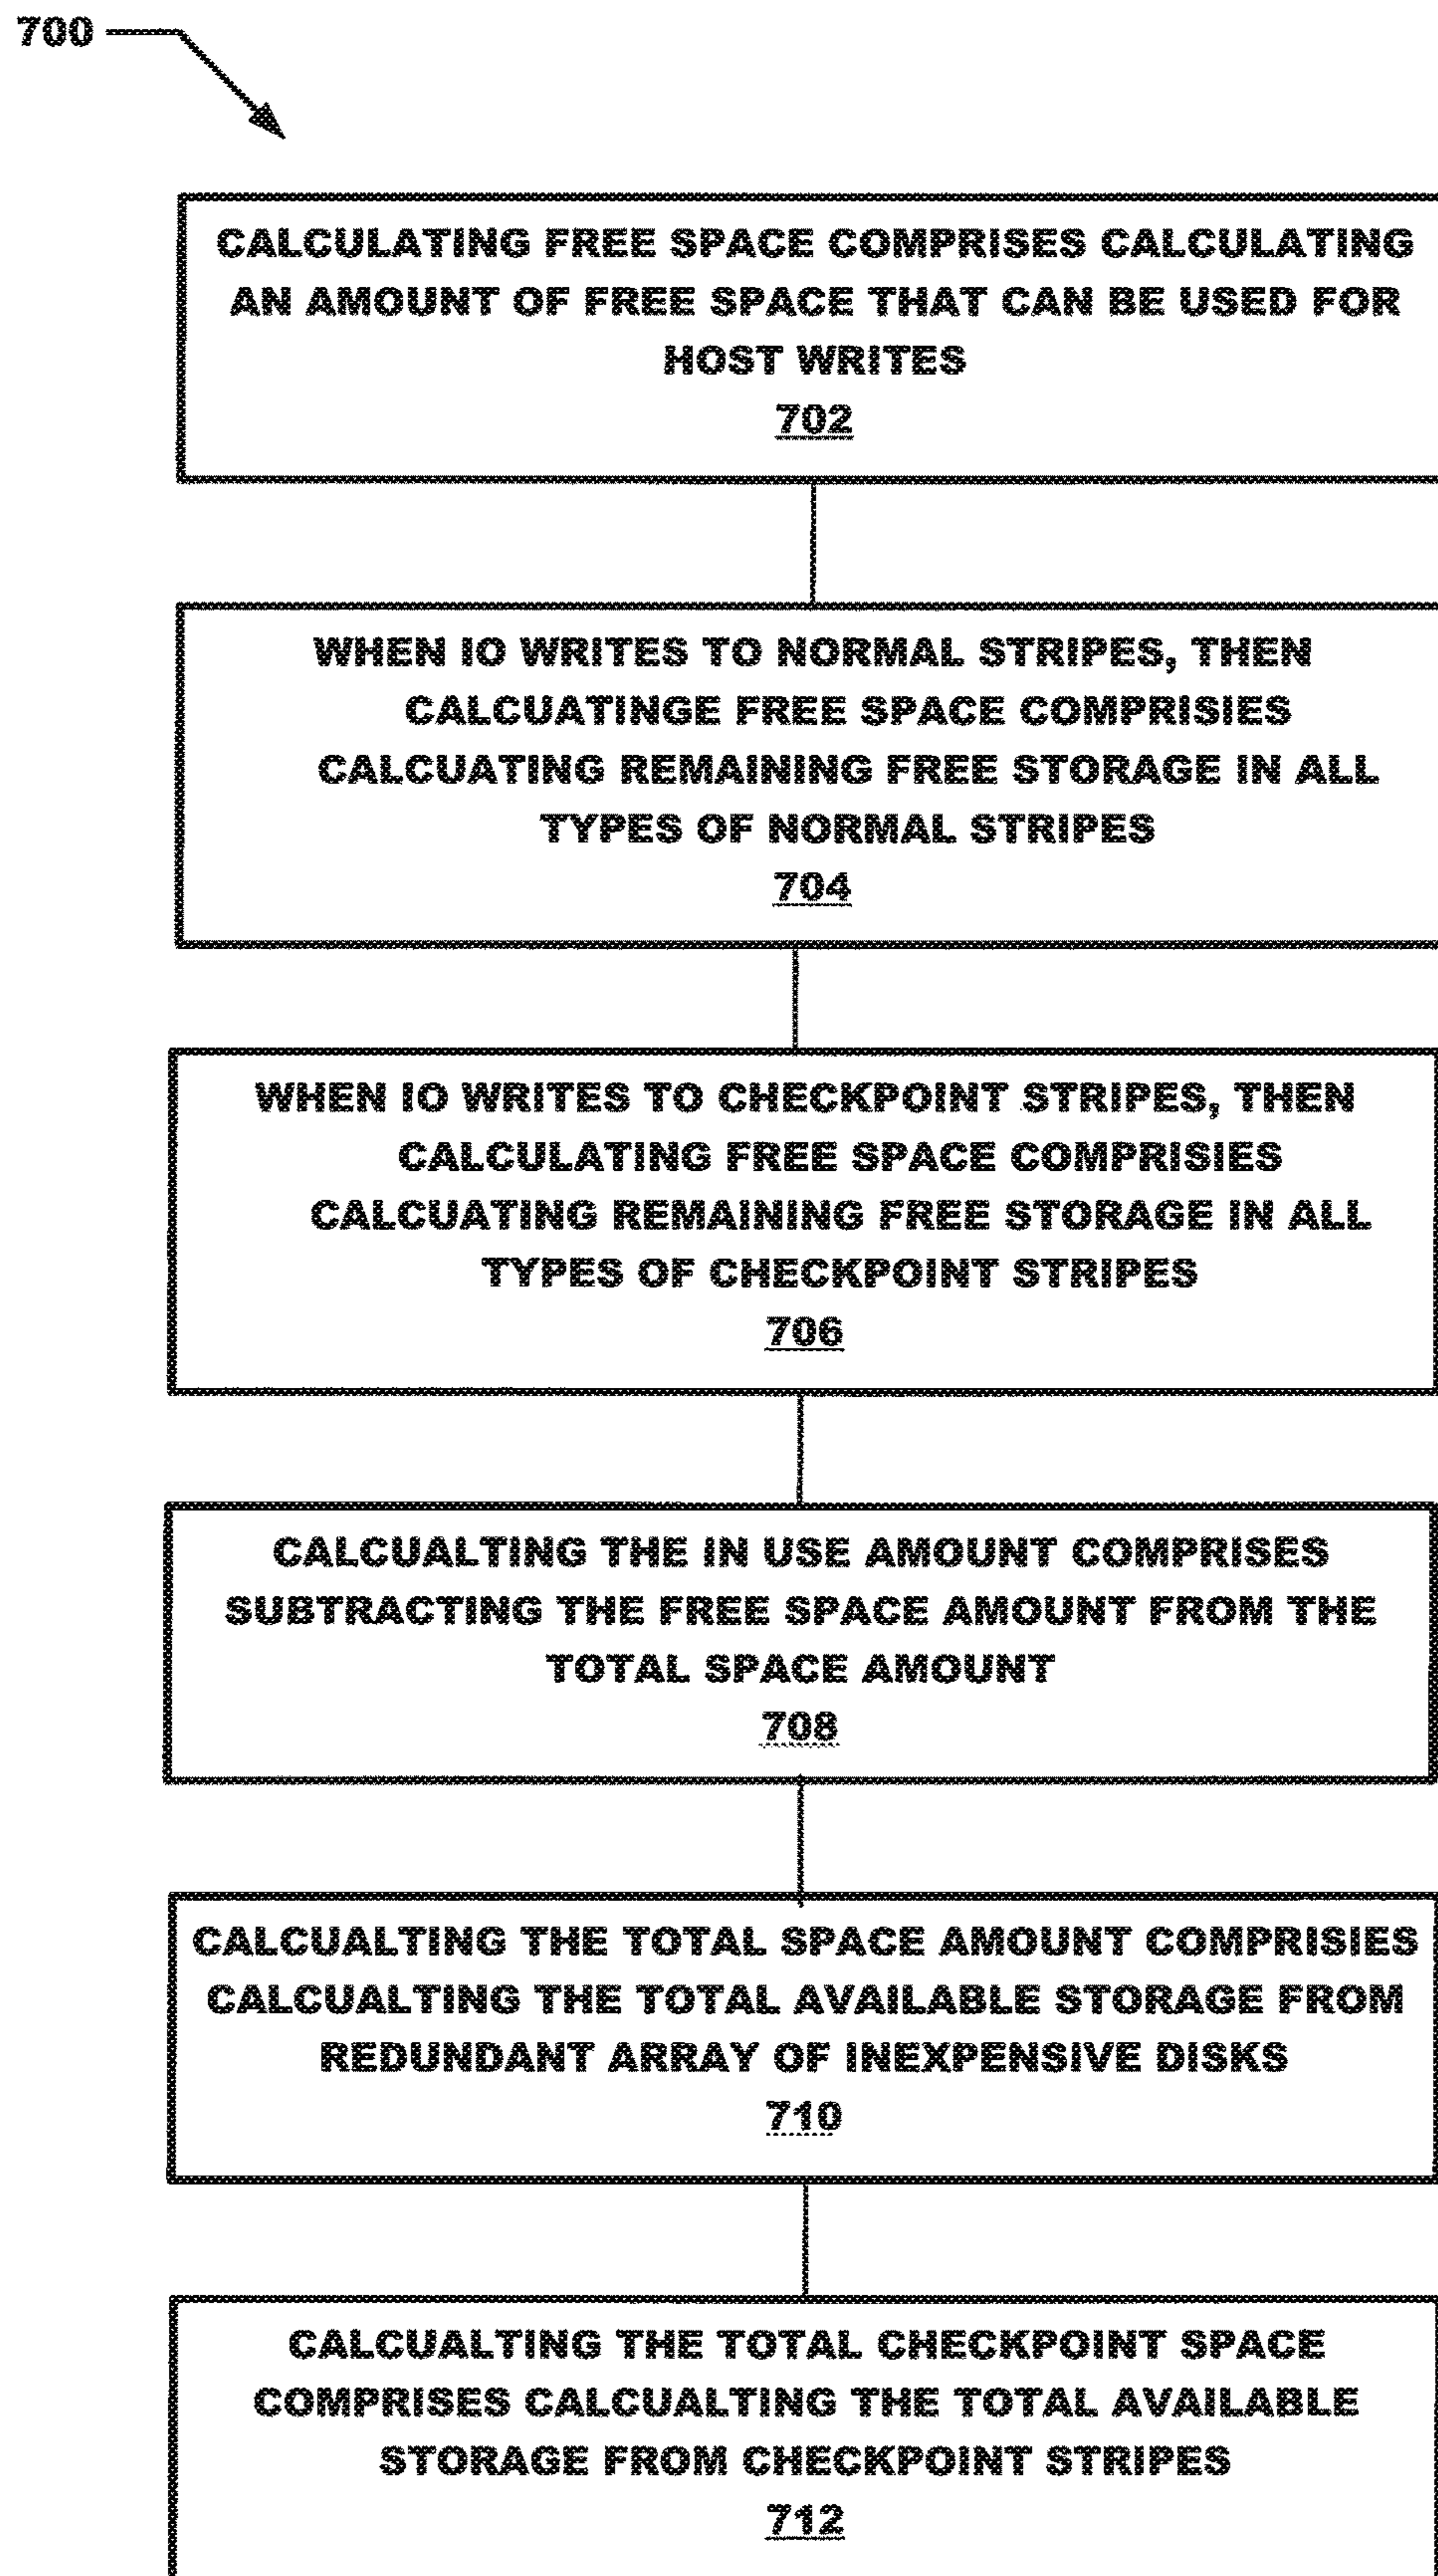 700
CALCULATING FREE SPACE COMPRISES CALCULATING
AN AMOUNT OF FREE SPACE THAT CAN BE USED FOR
HOST WRITES
702
WHEN IO WRITES TO NORMAL STRIPES, THEN
CALCUATINGE FREE SPACE COMPRISIES
CALCUATING REMAINING FREE STORAGE IN ALL
TYPES OF NORMAL STRIPES
704
WHEN IO WRITES TO CHECKPOINT STRIPES, THEN
CALCULATING FREE SPACE COMPRISIES
CALCUATING REMAINING FREE STORAGE IN ALL
TYPES OF CHECKPOINT STRIPES
706
CALCUALTING THE IN USE AMOUNT COMPRISES
SUBTRACTING THE FREE SPACE AMOUNT FROM THE
TOTAL SPACE AMOUNT
708
CALCUALTING THE TOTAL SPACE AMOUNT COMPRISIES
CALCUALTING THE TOTAL AVAILABLE STORAGE FROM
REDUNDANT ARRAY OF INEXPENSIVE DISKS
710
CALCUALTING THE TOTAL CHECKPOINT SPACE
COMPRISES CALCUALTING THE TOTAL AVAILABLE
STORAGE FROM CHECKPOINT STRIPES
712